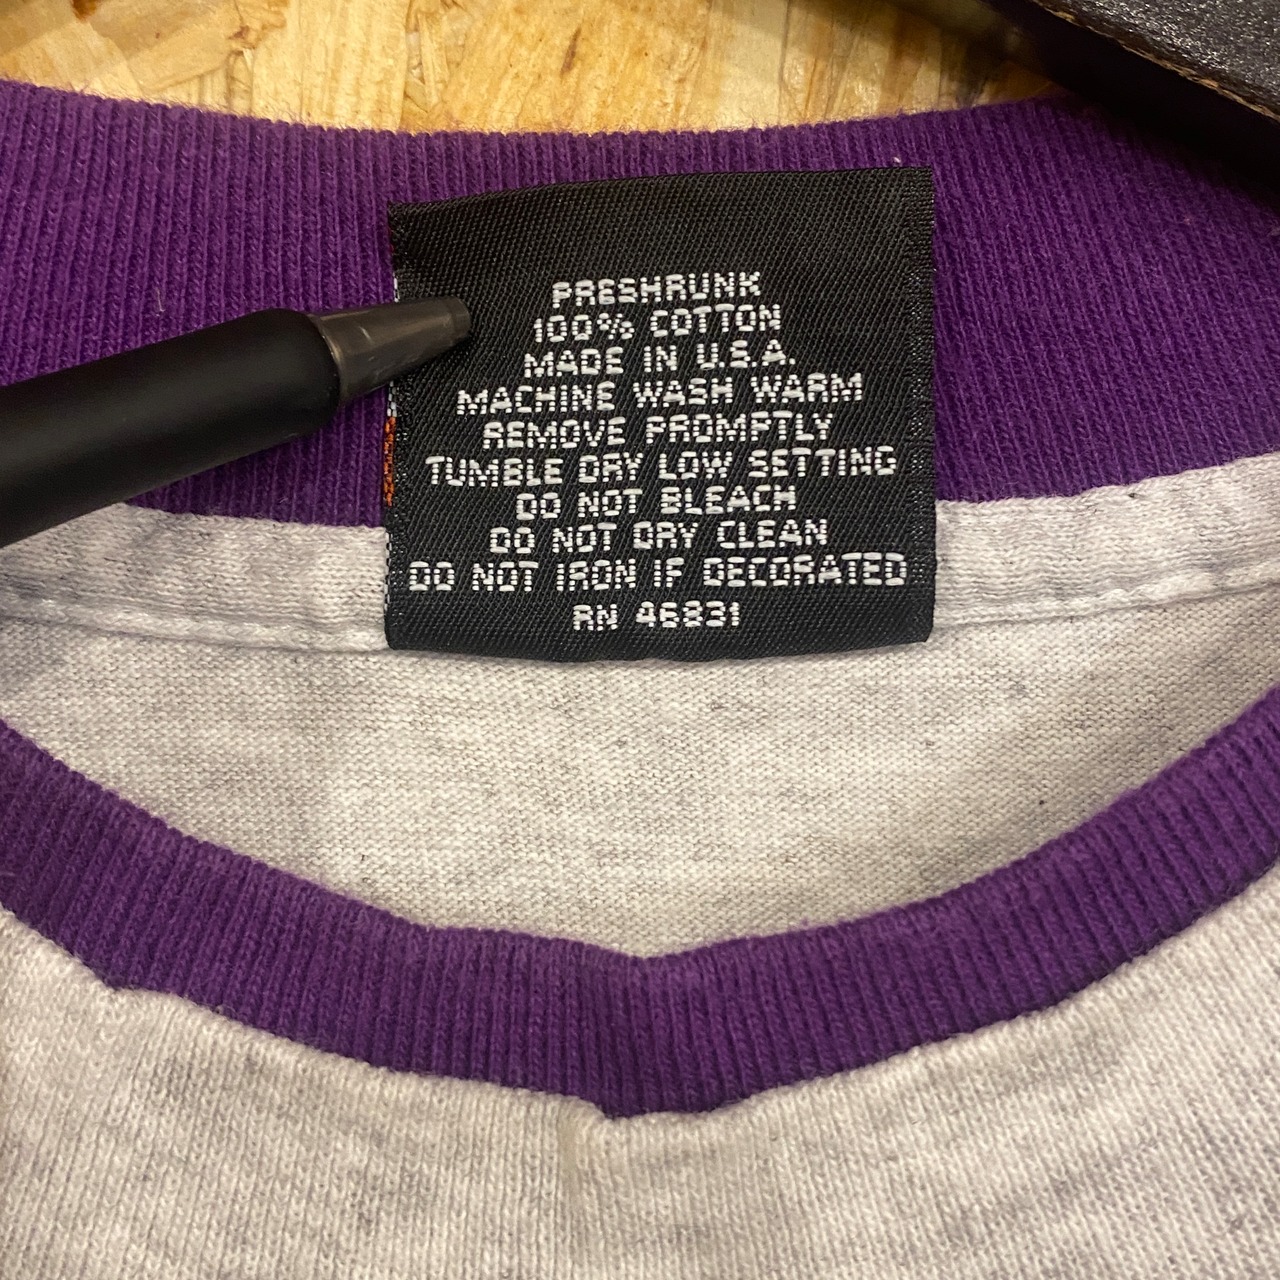 PRESHRUNK
100% COTTON
MADE IN U.S.A.
MACHINE WASH WARM
REMOVE PROMPTLY
TUMBLE DRY LOW SETTING
DO NOT BLEACH
DO NOT DRY CLEAN
DO NOT IRON IF DECORATED
RN 46831